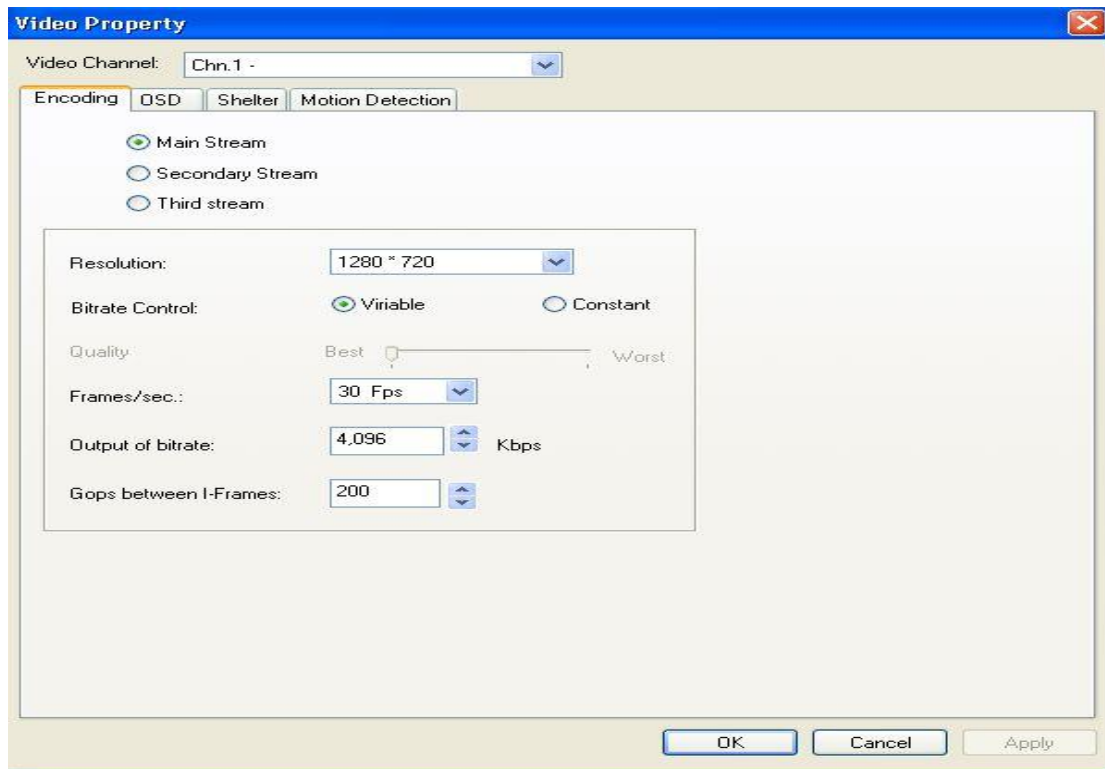 Video Property
Video Channel: Chn.1 -
Encoding OSD Shelter Motion Detection
Main Stream
Secondary Stream
Third stream
Resolution: 1280 * 720
Bitrate Control: Viriable Constant
Quality Best Worst
Frames/sec.: 30 Fps
Output of bitrate: 4,096 Kbps
Gops between I-Frames: 200
OK Cancel Apply